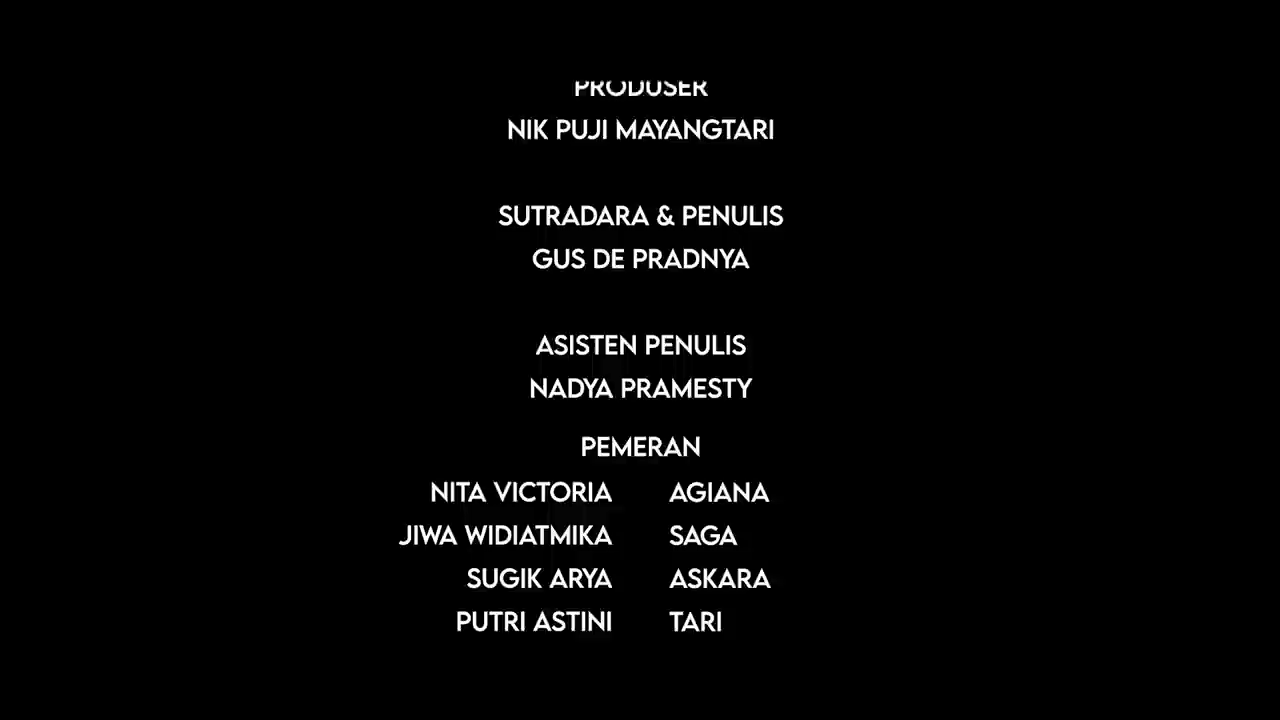 PRODUSER
NIK PUJI MAYANGTARI
SUTRADARA & PENULIS
GUS DE PRADNYA
ASISTEN PENULIS
NADYA PRAMESTY
PEMERAN
NITA VICTORIA AGIANA
JIWA WIDIATMIKA SAGA
SUGIK ARYA ASKARA
PUTRI ASTINI TARI